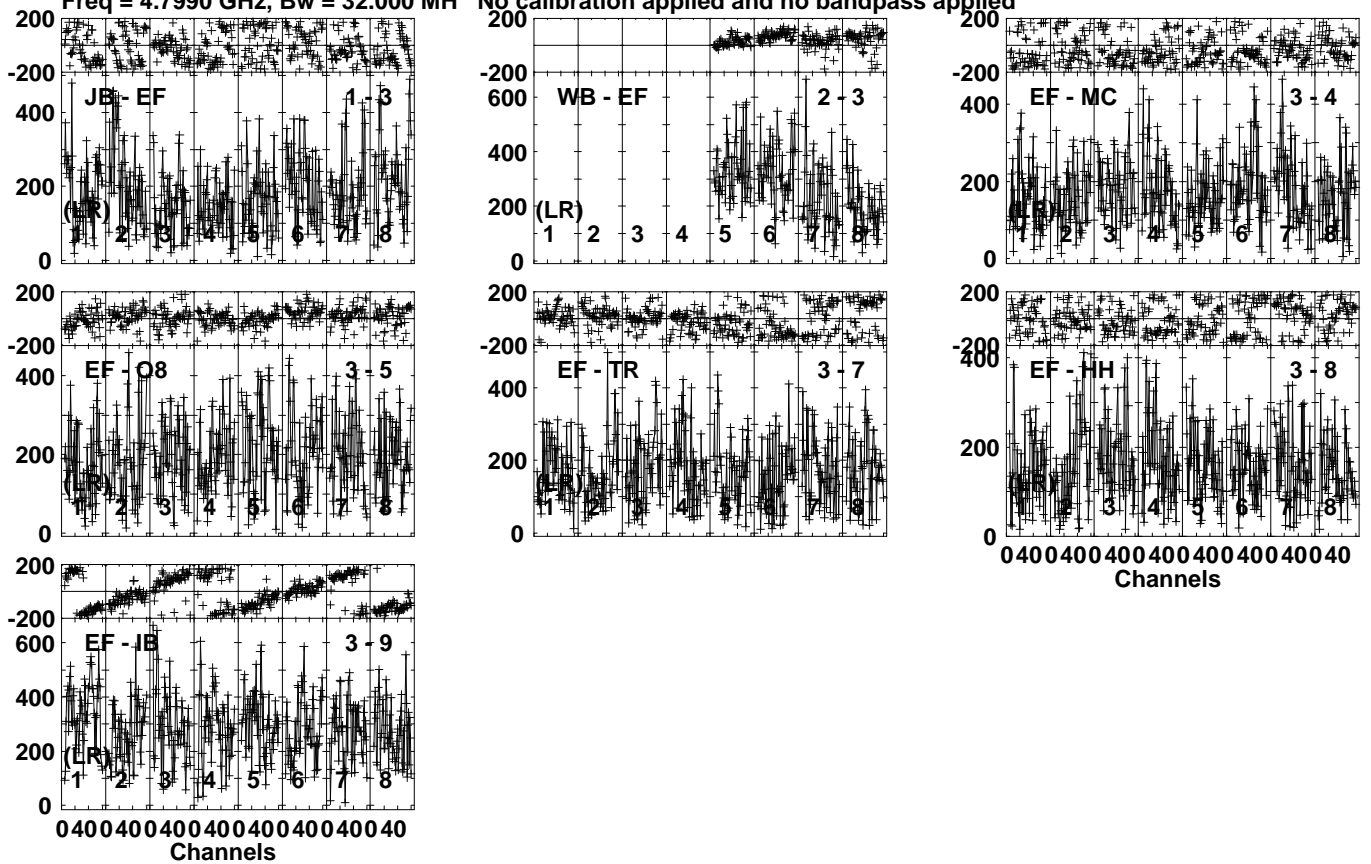 Freq = 4.7990 GHz, Bw = 32.000 MH No calibration applied and no bandpass applied
200
-200
JB - EF 1 - 3
400
200
(LR)
1 2 3 4 5 6 7 8
0
200
-200
600
WB - EF 2 - 3
400
200
(LR)
1 2 3 4 5 6 7 8
0
200
-200
400
EF - MC 3 - 4
200
(LR)
1 2 3 4 5 6 7 8
0
200
-200
EF - O8 3 - 5
400
200
(LR)
1 2 3 4 5 6 7 8
0
200
-200
EF - TR 3 - 7
400
200
(LR)
1 2 3 4 5 6 7 8
0
200
-200
400
EF - HH 3 - 8
200
(LR)
1 2 3 4 5 6 7 8
0
0 40 0 40 0 40 0 40 0 40 0 40 0 40 0 40
Channels
200
-200
600
EF - IB 3 - 9
400
200
(LR)
1 2 3 4 5 6 7 8
0
0 40 0 40 0 40 0 40 0 40 0 40 0 40 0 40
Channels